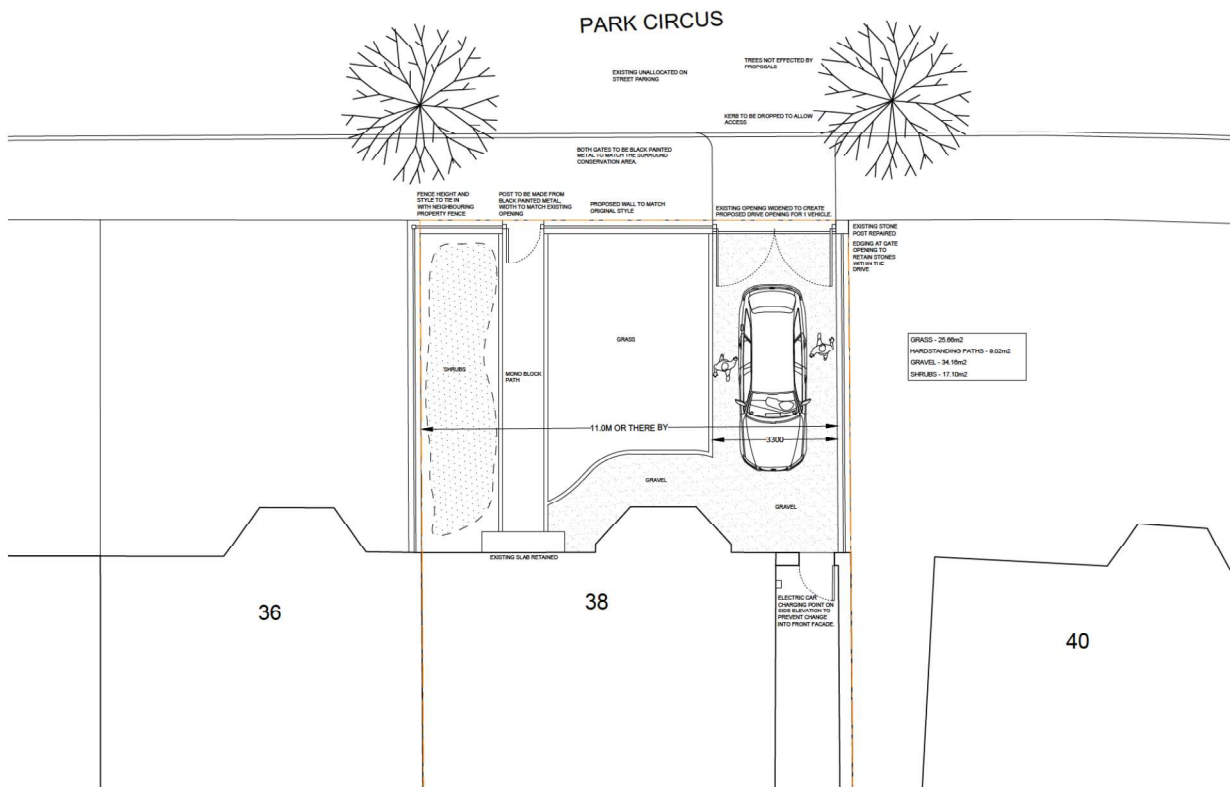 PARK CIRCUS
TREES NOT EFFECTED BY
PROPOSALS
EXISTING UNALLOCATED ON
STREET PARKING
KERB TO BE DROPPED TO ALLOW
ACCESS
BOTH GATES TO BE BLACK PAINTED
METAL TO MATCH THE SURROUND
CONSERVATION AREA.
FENCE HEIGHT AND
STYLE TO TIE IN
WITH NEIGHBOURING
PROPERTY FENCE
POST TO BE MADE FROM
BLACK PAINTED METAL,
WIDTH TO MATCH EXISTING
OPENING
PROPOSED WALL TO MATCH
ORIGINAL STYLE
EXISTING OPENING WIDENED TO CREATE
PROPOSED DRIVE OPENING FOR 1 VEHICLE.
EXISTING STONE
POST REPAIRED
EDGING AT GATE
OPENING TO
RETAIN STONES
WITHIN THE
DRIVE
GRASS
GRASS - 25.66m2
HARDSTANDING PATHS - 9.02m2
GRAVEL - 34.16m2
SHRUBS - 17.10m2
SHRUBS
MONO BLOCK
PATH
11.0M OR THERE BY
3300
GRAVEL
GRAVEL
EXISTING SLAB RETAINED
36
38
ELECTRIC CAR
CHARGING POINT ON
SIDE ELEVATION TO
PREVENT CHANGE
INTO FRONT FACADE.
40